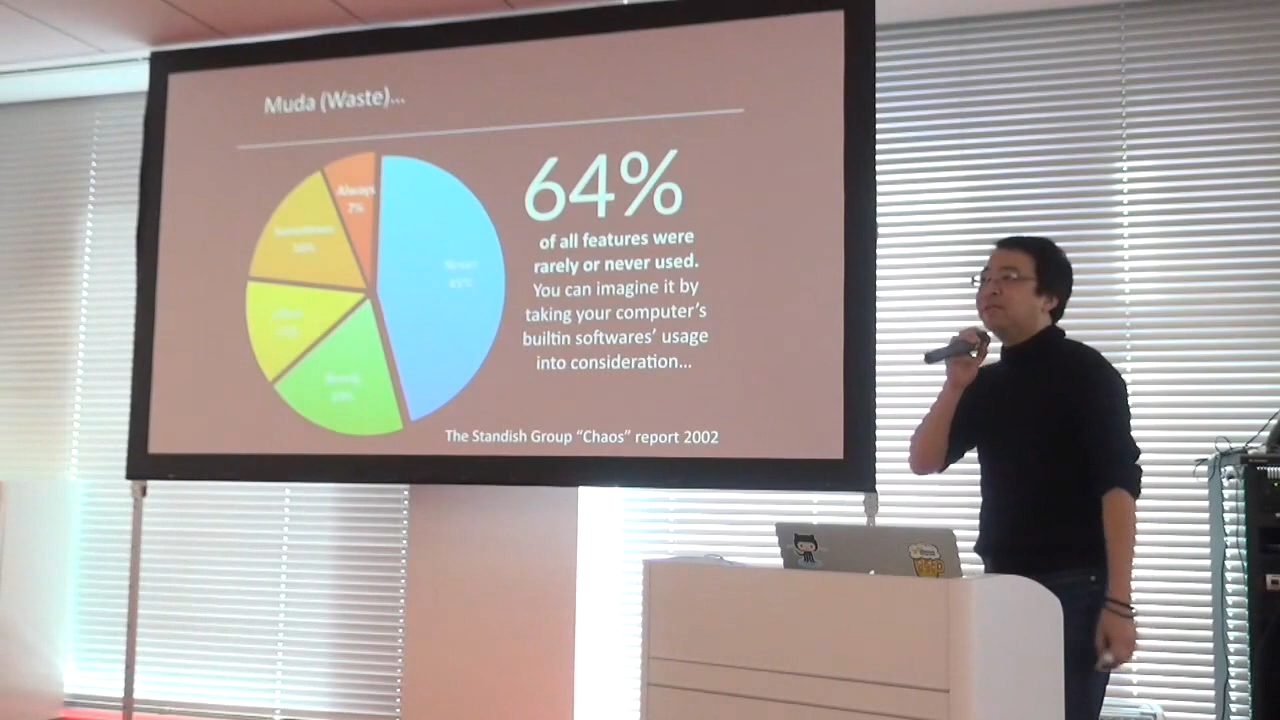 Muda (Waste)...
Always
7%
64%
of all features were
rarely or never used.
You can imagine it by
taking your computer's
builtin softwares' usage
into consideration...
The Standish Group "Chaos" report 2002